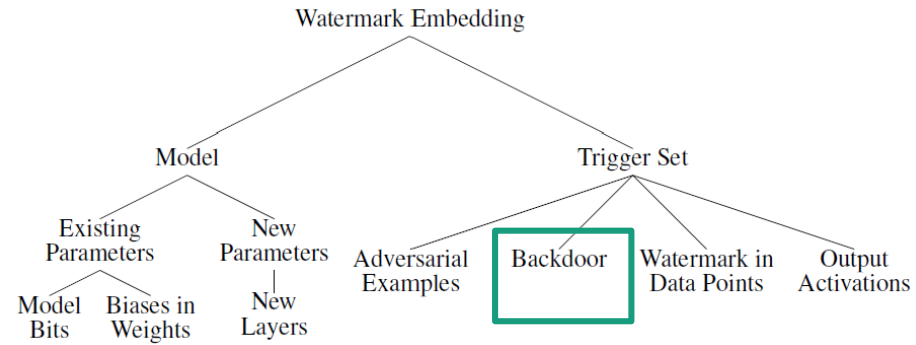 Watermark Embedding
Model
Trigger Set
Existing
Parameters
New
Parameters
Adversarial
Examples
Backdoor
Watermark in
Data Points
Output
Activations
Model
Bits
Biases in
Weights
New
Layers